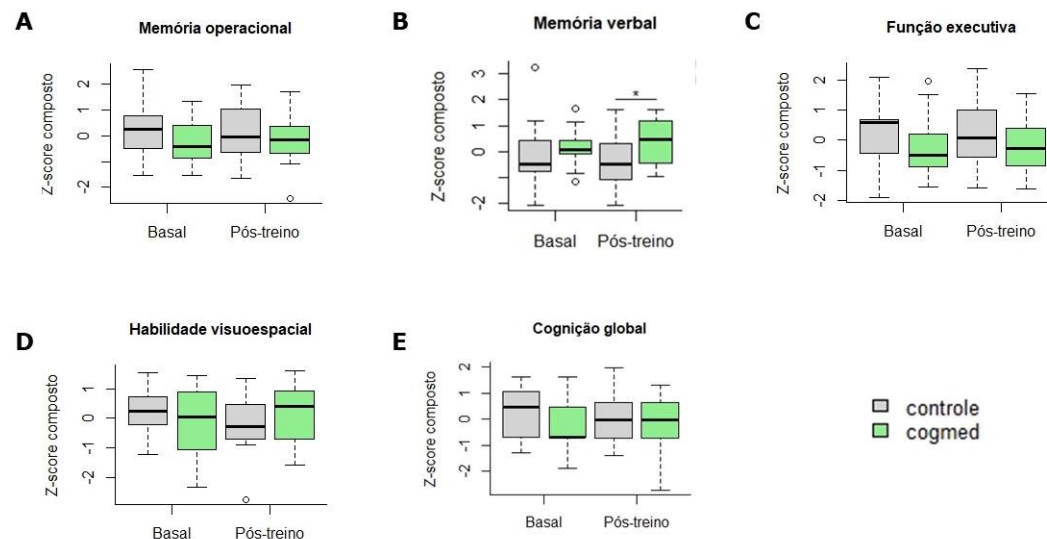 A
Memória operacional
Z-score composto
2
0
-2
Basal
Pós-treino
B
Memória verbal
Z-score composto
3
2
0
-2
*
Basal
Pós-treino
C
Função executiva
Z-score composto
2
1
0
-1
-2
Basal
Pós-treino
D
Habilidade visuoespacial
Z-score composto
1
0
-1
-2
Basal
Pós-treino
E
Cognição global
Z-score composto
2
1
0
-1
-2
Basal
Pós-treino
controle
cogmed